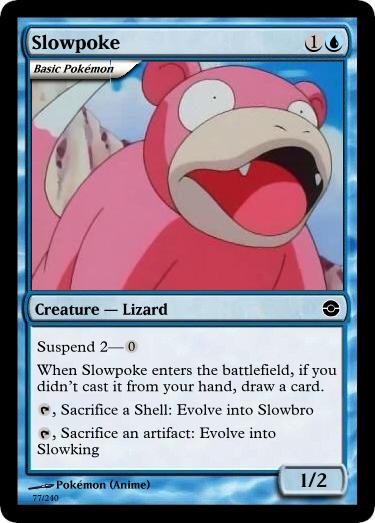 Slowpoke 1
Basic Pokémon
Creature — Lizard
Suspend 2—0
When Slowpoke enters the battlefield, if you
didn't cast it from your hand, draw a card.
, Sacrifice a Shell: Evolve into Slowbro
, Sacrifice an artifact: Evolve into
Slowking
1/2
Pokémon (Anime)
77/240